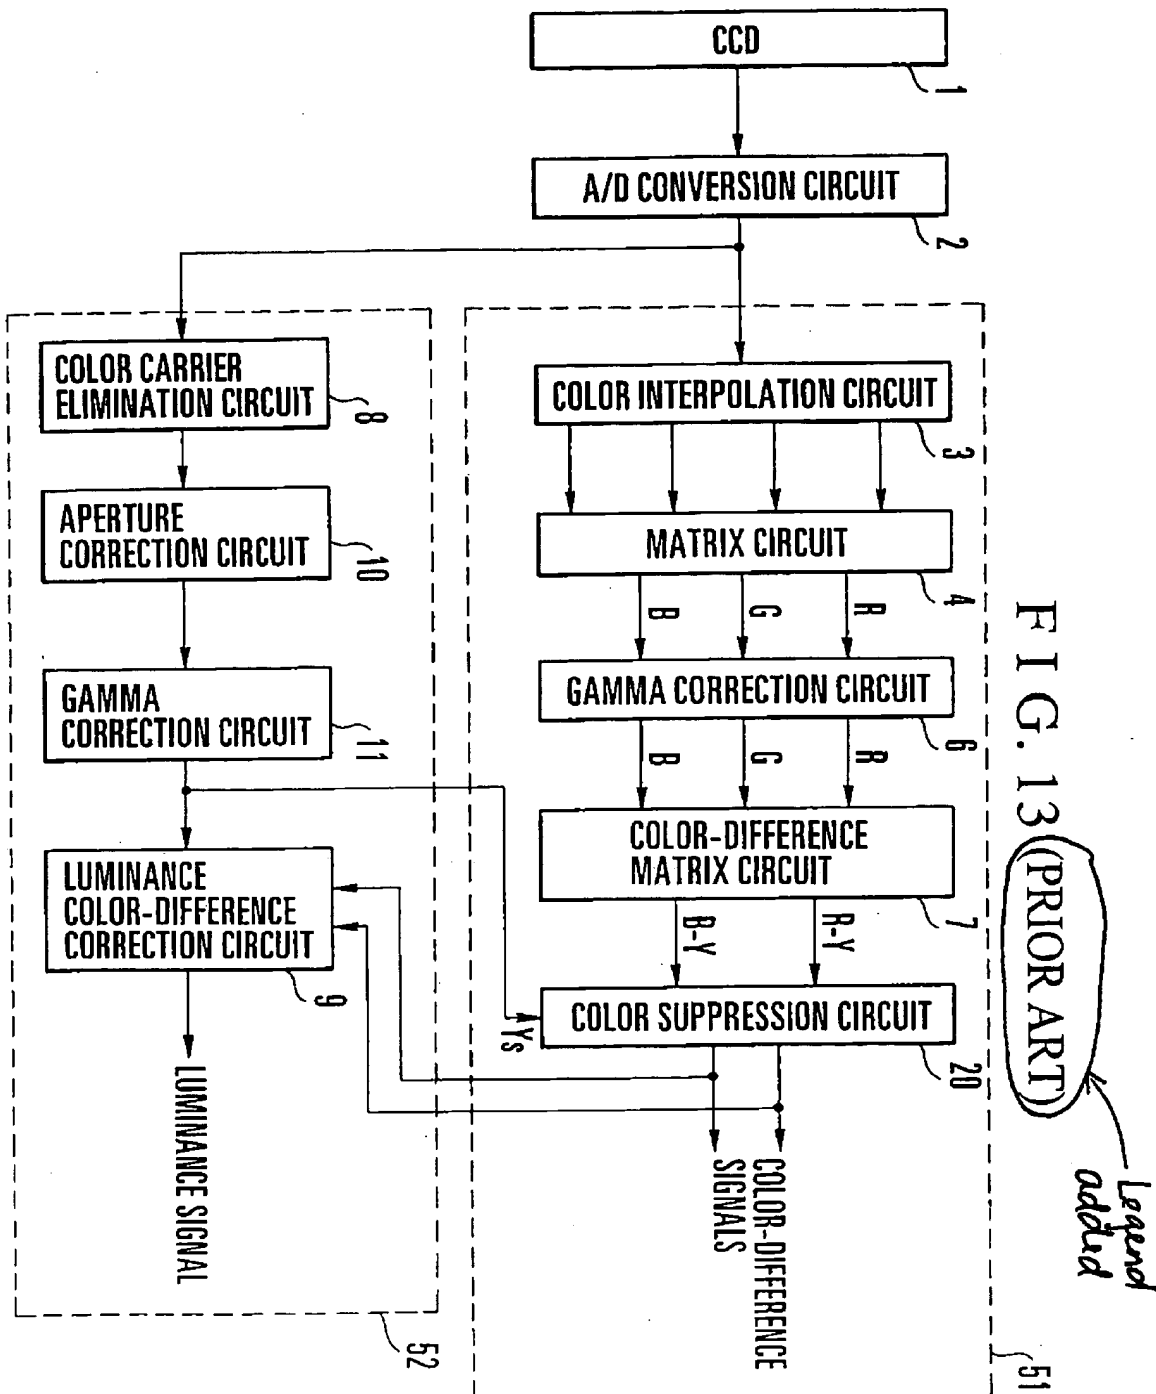 FIG. 13 (PRIOR ART)
Legend
added
CCD
1
A/D CONVERSION CIRCUIT
2
COLOR INTERPOLATION CIRCUIT
3
MATRIX CIRCUIT
4
R
G
B
GAMMA CORRECTION CIRCUIT
6
R
G
B
COLOR-DIFFERENCE
MATRIX CIRCUIT
7
R-Y
B-Y
COLOR SUPPRESSION CIRCUIT
20
Ys
COLOR-DIFFERENCE
SIGNALS
51
COLOR CARRIER
ELIMINATION CIRCUIT
8
APERTURE
CORRECTION CIRCUIT
10
GAMMA
CORRECTION CIRCUIT
11
LUMINANCE
COLOR-DIFFERENCE
CORRECTION CIRCUIT
9
LUMINANCE SIGNAL
52